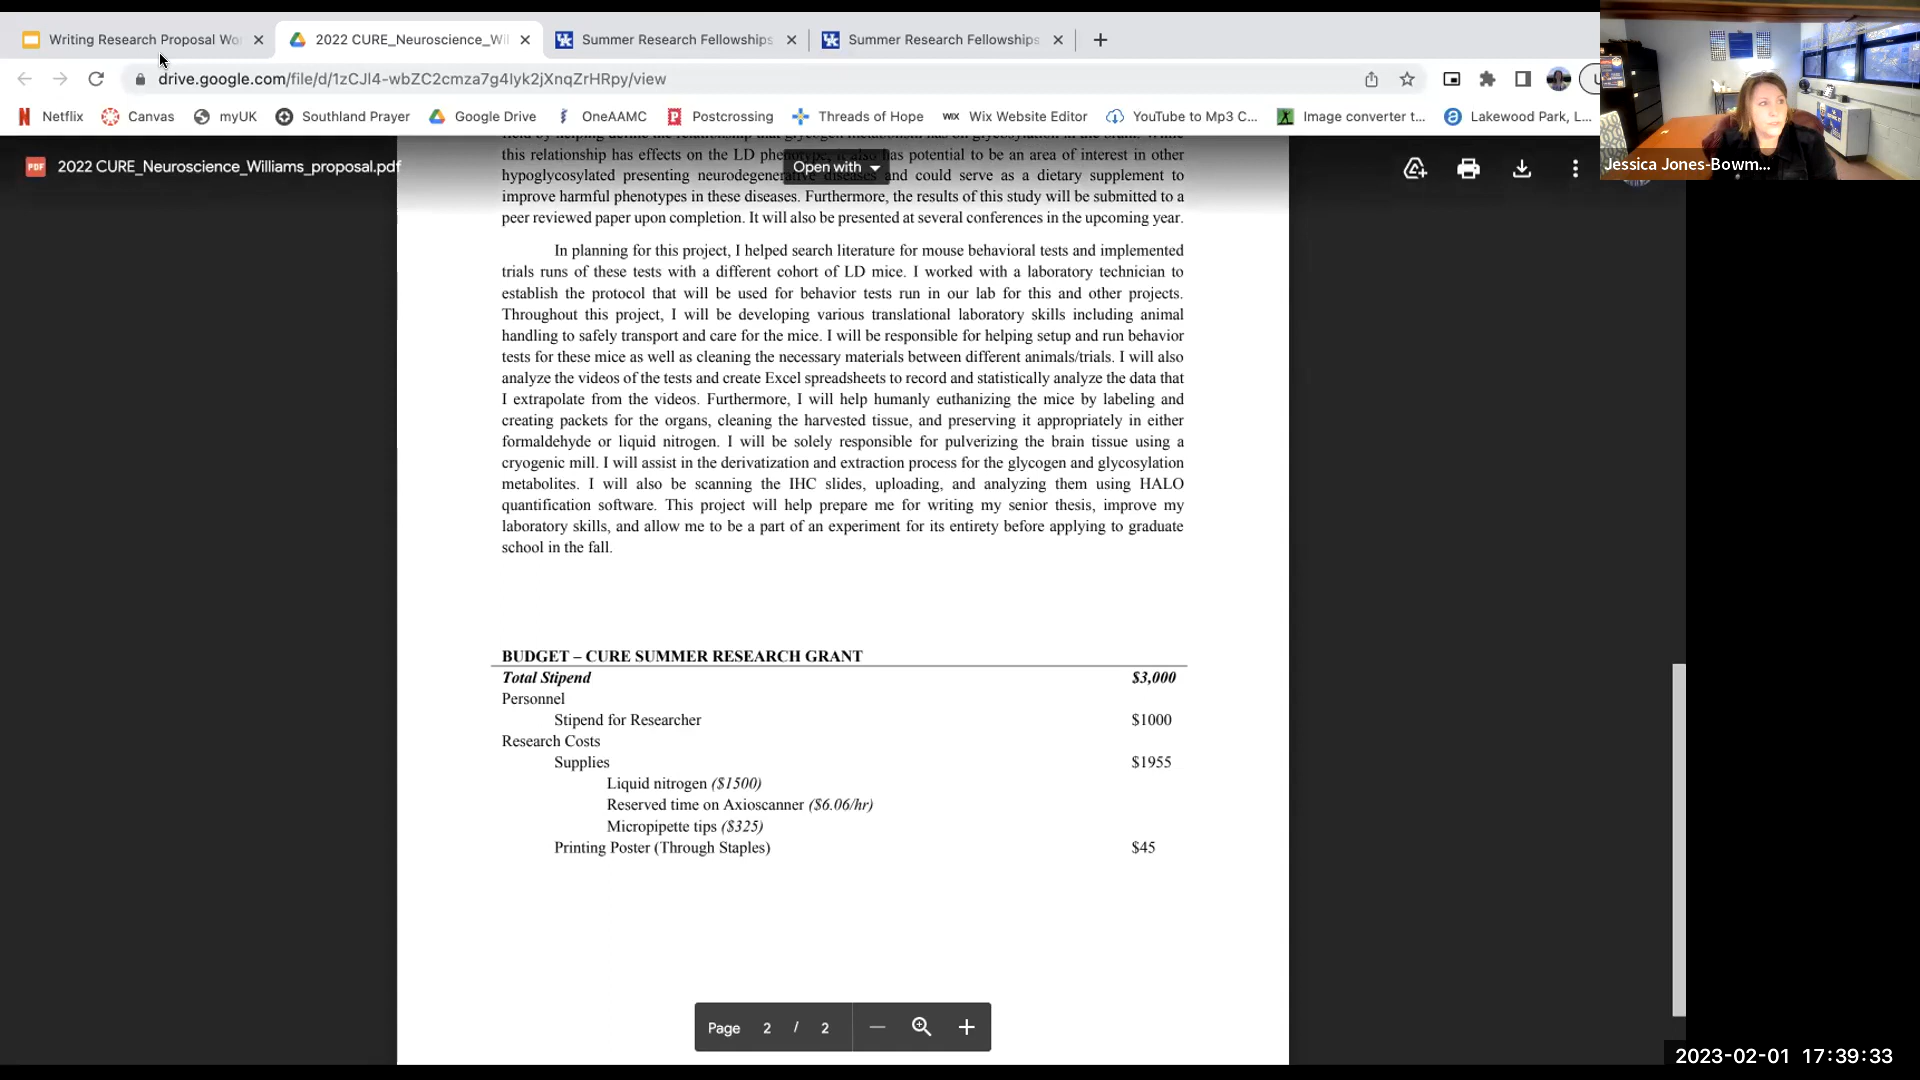 Writing Research Proposal Wo
2022 CURE_Neuroscience_Wil
Summer Research Fellowships
Summer Research Fellowships
drive.google.com/file/d/1zCJl4-wbZC2cmza7g4lyk2jXnqZrHRpy/view
Netflix Canvas myUK Southland Prayer Google Drive OneAAMC Postcrossing Threads of Hope Wix Website Editor YouTube to Mp3 C... Image converter t... Lakewood Park, L...
Jessica Jones-Bowm...
2022 CURE_Neuroscience_Williams_proposal.pdf
Open with
this relationship has effects on the LD phenotype, it also has potential to be an area of interest in other
hypoglycosylated presenting neurodegenerative diseases and could serve as a dietary supplement to
improve harmful phenotypes in these diseases. Furthermore, the results of this study will be submitted to a
peer reviewed paper upon completion. It will also be presented at several conferences in the upcoming year.
In planning for this project, I helped search literature for mouse behavioral tests and implemented
trials runs of these tests with a different cohort of LD mice. I worked with a laboratory technician to
establish the protocol that will be used for behavior tests run in our lab for this and other projects.
Throughout this project, I will be developing various translational laboratory skills including animal
handling to safely transport and care for the mice. I will be responsible for helping setup and run behavior
tests for these mice as well as cleaning the necessary materials between different animals/trials. I will also
analyze the videos of the tests and create Excel spreadsheets to record and statistically analyze the data that
I extrapolate from the videos. Furthermore, I will help humanly euthanizing the mice by labeling and
creating packets for the organs, cleaning the harvested tissue, and preserving it appropriately in either
formaldehyde or liquid nitrogen. I will be solely responsible for pulverizing the brain tissue using a
cryogenic mill. I will assist in the derivatization and extraction process for the glycogen and glycosylation
metabolites. I will also be scanning the IHC slides, uploading, and analyzing them using HALO
quantification software. This project will help prepare me for writing my senior thesis, improve my
laboratory skills, and allow me to be a part of an experiment for its entirety before applying to graduate
school in the fall.
BUDGET – CURE SUMMER RESEARCH GRANT
Total Stipend $3,000
Personnel
Stipend for Researcher $1000
Research Costs
Supplies $1955
Liquid nitrogen ($1500)
Reserved time on Axioscanner ($6.06/hr)
Micropipette tips ($325)
Printing Poster (Through Staples) $45
Page 2 / 2
2023-02-01 17:39:33